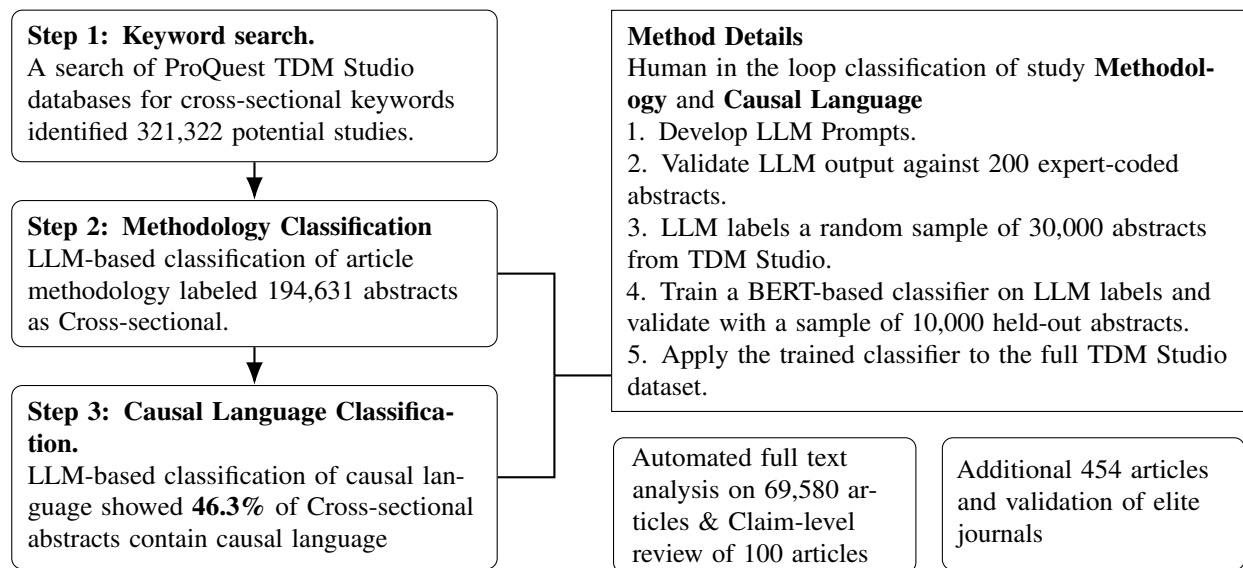 Step 1: Keyword search.
A search of ProQuest TDM Studio
databases for cross-sectional keywords
identified 321,322 potential studies.
Step 2: Methodology Classification
LLM-based classification of article
methodology labeled 194,631 abstracts
as Cross-sectional.
Step 3: Causal Language Classifica-
tion.
LLM-based classification of causal lan-
guage showed 46.3% of Cross-sectional
abstracts contain causal language
Method Details
Human in the loop classification of study Methodol-
ogy and Causal Language
1. Develop LLM Prompts.
2. Validate LLM output against 200 expert-coded
abstracts.
3. LLM labels a random sample of 30,000 abstracts
from TDM Studio.
4. Train a BERT-based classifier on LLM labels and
validate with a sample of 10,000 held-out abstracts.
5. Apply the trained classifier to the full TDM Studio
dataset.
Automated full text
analysis on 69,580 ar-
ticles & Claim-level
review of 100 articles
Additional 454 articles
and validation of elite
journals